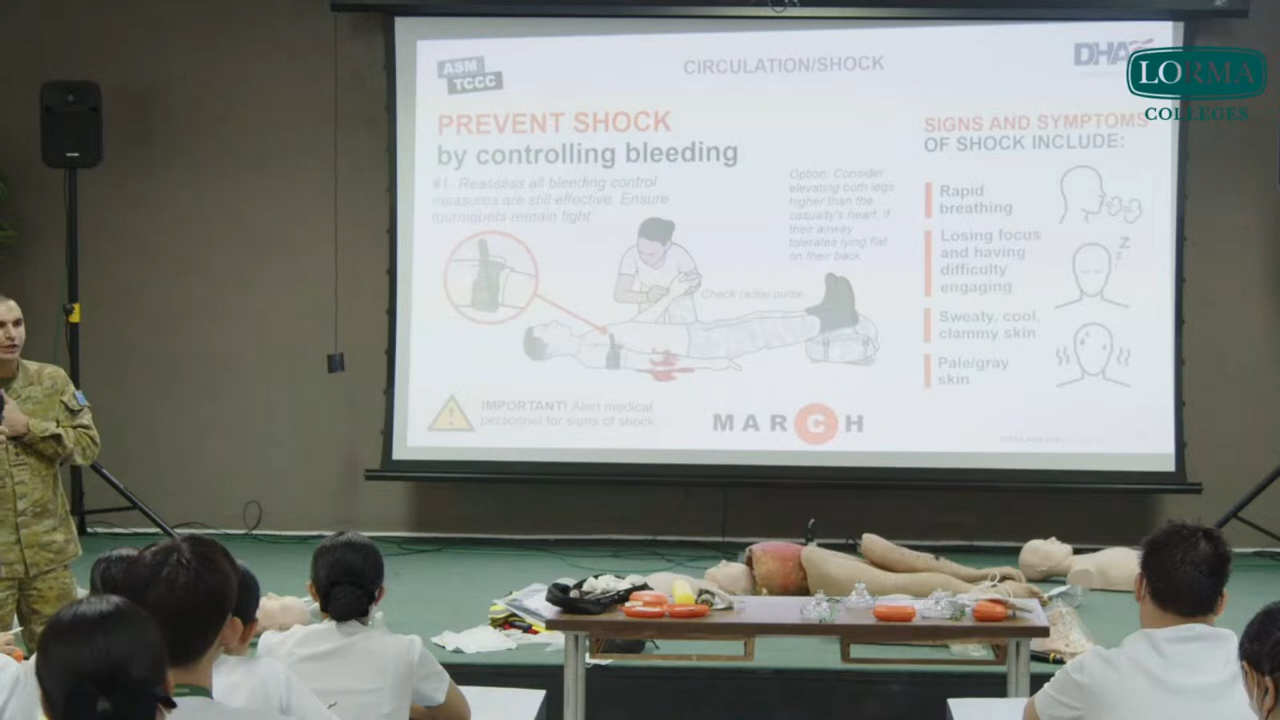 ASM
TCCC
CIRCULATION/SHOCK
DHA
LORMA
COLLEGES
PREVENT SHOCK
by controlling bleeding
#1: Reassess all bleeding control
measures are still effective. Ensure
tourniquets remain tight
Option: Consider
elevating both legs
higher than the
casualty's heart, if
their airway
tolerates lying flat
on their back
Check radial pulse
IMPORTANT! Alert medical
personnel for signs of shock
MARCH
SIGNS AND SYMPTOMS
OF SHOCK INCLUDE:
Rapid
breathing
Losing focus
and having
difficulty
engaging
Z
z
z
Sweaty, cool,
clammy skin
Pale/gray
skin